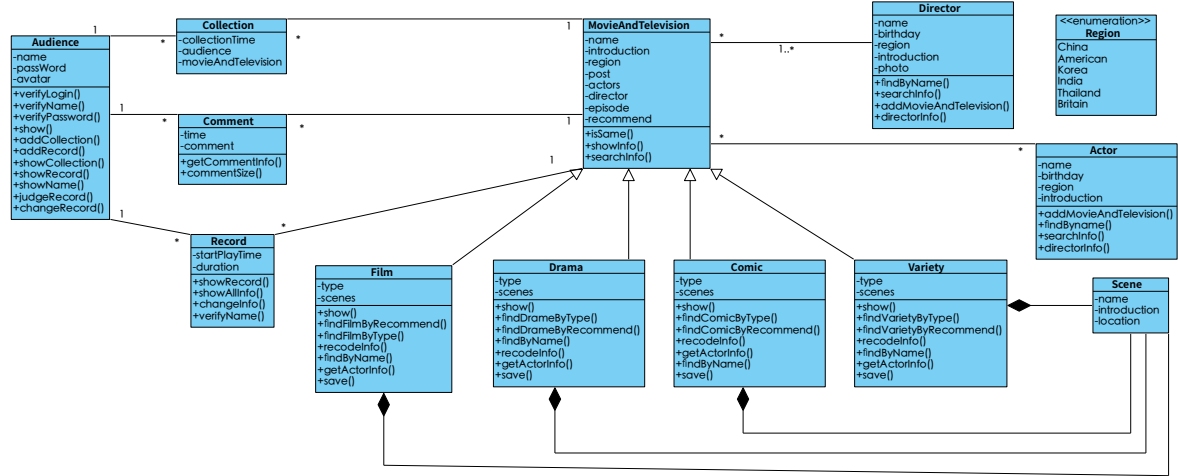 Audience
-name
-passWord
-avatar
+verifyLogin()
+verifyName()
+verifyPassword()
+show()
+addCollection()
+addRecord()
+showCollection()
+showRecord()
+showName()
+judgeRecord()
+changeRecord()
1
*
1
*
1
*
Collection
-collectionTime
-audience
-movieAndTelevision
*
1
Comment
-time
-comment
+getCommentInfo()
+commentSize()
*
1
Record
-startPlayTime
-duration
+showRecord()
+showAllInfo()
+changeInfo()
+verifyName()
*
1
MovieAndTelevision
-name
-introduction
-region
-post
-actors
-director
-episode
-recommend
+isSame()
+showInfo()
+searchInfo()
*
1..*
*
*
Director
-name
-birthday
-region
-introduction
-photo
+findByName()
+searchInfo()
+addMovieAndTelevision()
+directorInfo()
<<enumeration>>
Region
China
American
Korea
India
Thailand
Britain
Actor
-name
-birthday
-region
-introduction
+addMovieAndTelevision()
+findByname()
+searchInfo()
+directorInfo()
Film
-type
-scenes
+show()
+findFilmByRecommend()
+findFilmByType()
+recodeInfo()
+findByName()
+getActorInfo()
+save()
Drama
-type
-scenes
+show()
+findDrameByType()
+findDrameByRecommend()
+findByName()
+recodeInfo()
+getActorInfo()
+save()
Comic
-type
-scenes
+show()
+findComicByType()
+findComicByRecommend()
+recodeInfo()
+getActorInfo()
+findByName()
+save()
Variety
-type
-scenes
+show()
+findVarietyByType()
+findVarietyByRecommend()
+recodeInfo()
+findByName()
+getActorInfo()
+save()
Scene
-name
-introduction
-location